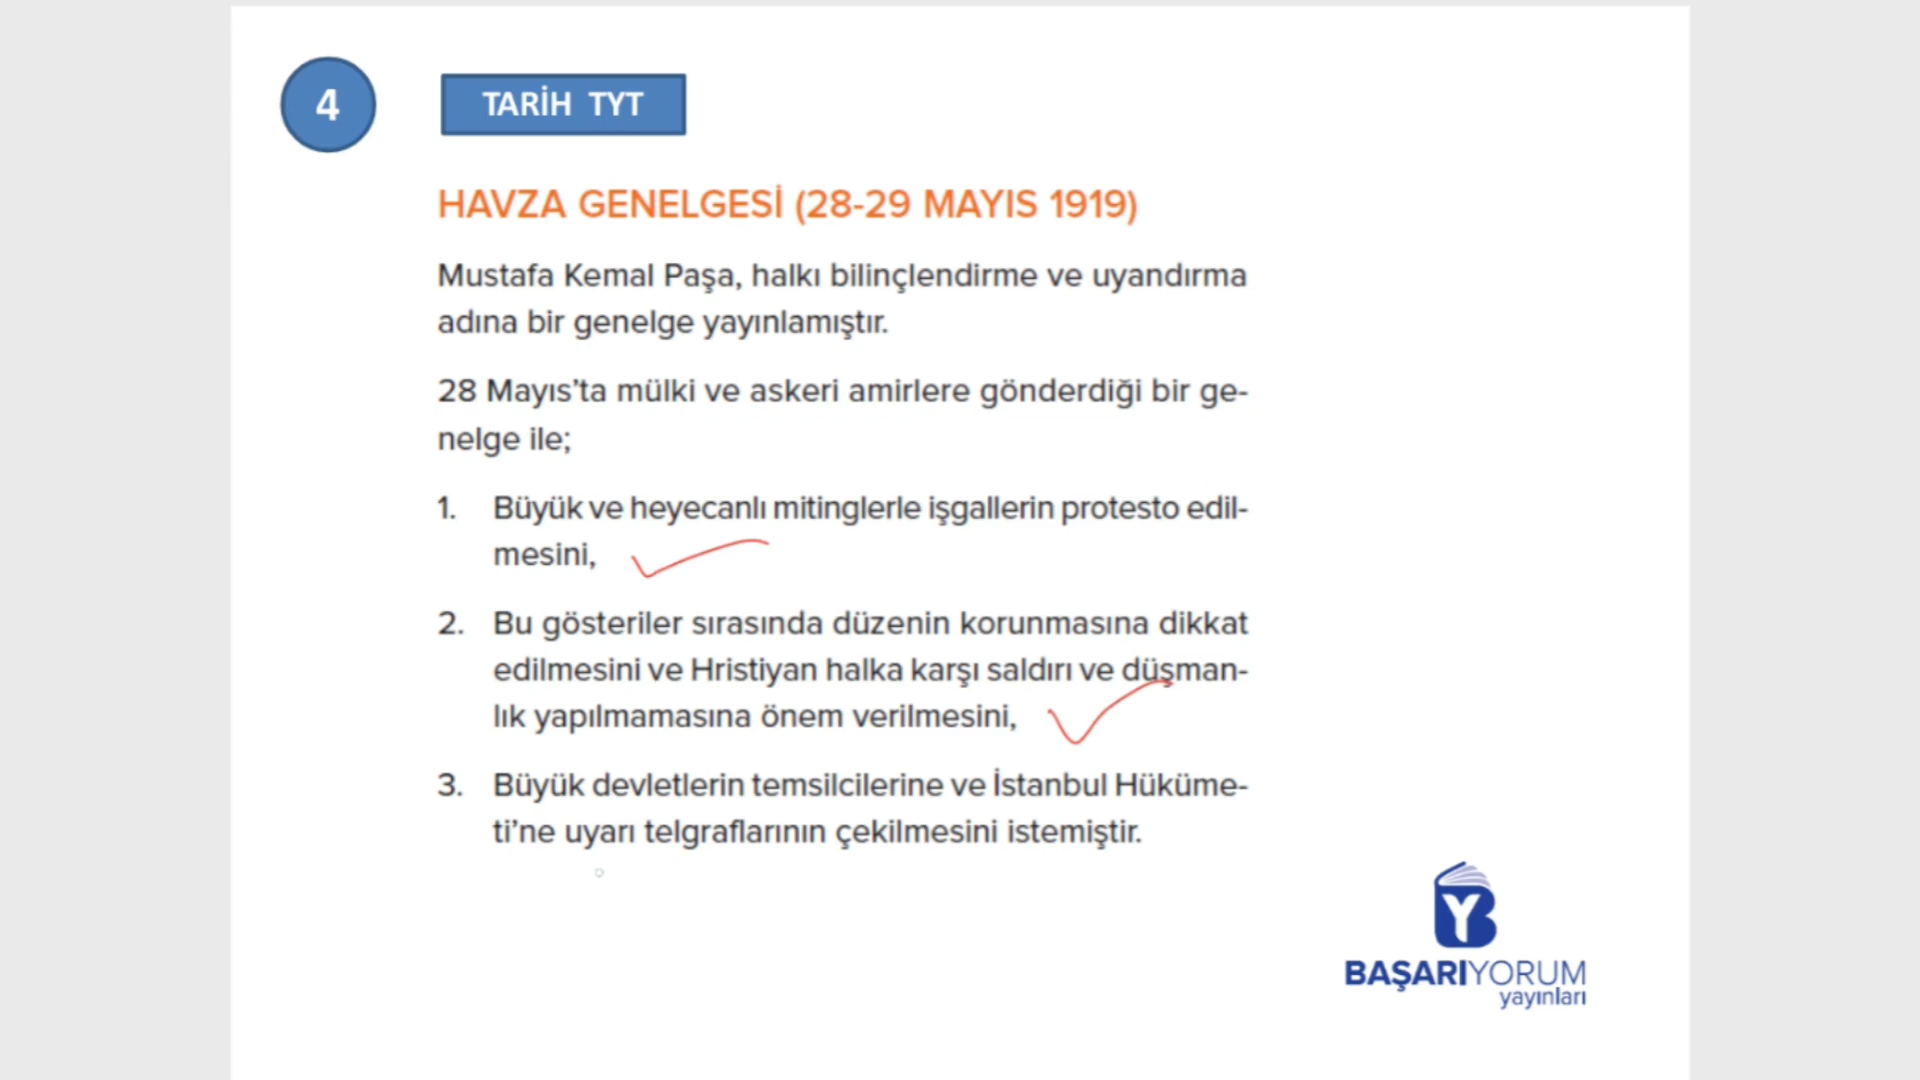 4
TARİH TYT
HAVZA GENELGESİ (28-29 MAYIS 1919)
Mustafa Kemal Paşa, halkı bilinçlendirme ve uyandırma
adına bir genelge yayınlamıştır.
28 Mayıs'ta mülki ve askeri amirlere gönderdiği bir ge-
nelge ile;
1. Büyük ve heyecanlı mitinglerle işgallerin protesto edil-
mesini,
2. Bu gösteriler sırasında düzenin korunmasına dikkat
edilmesini ve Hristiyan halka karşı saldırı ve düşman-
lık yapılmamasına önem verilmesini,
3. Büyük devletlerin temsilcilerine ve İstanbul Hüküme-
ti'ne uyarı telgraflarının çekilmesini istemiştir.
BY
BAŞARIYORUM
yayınları